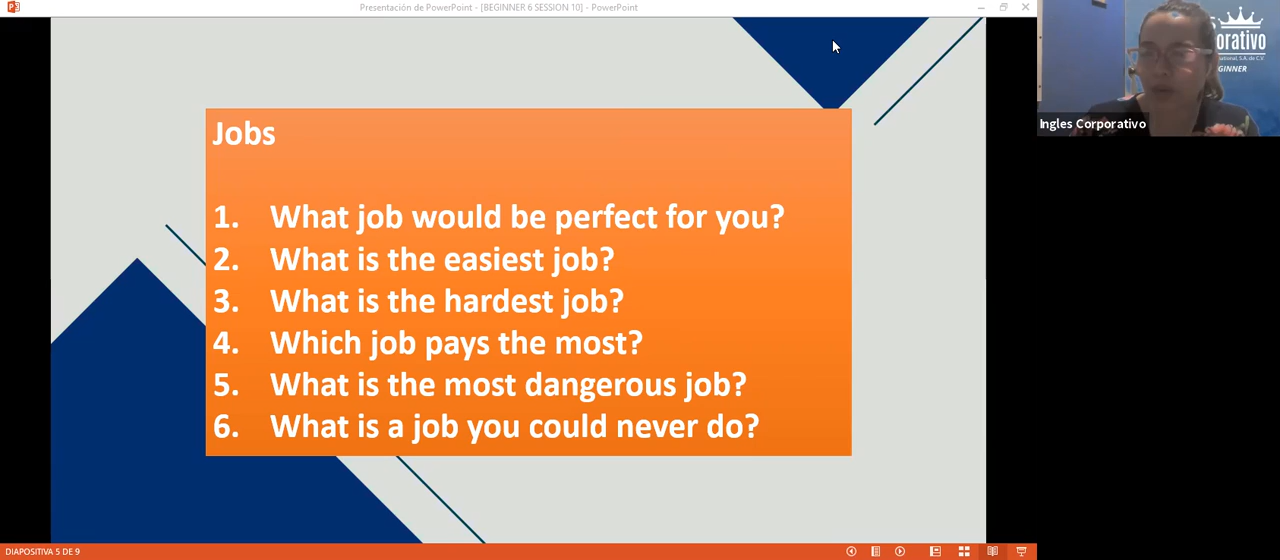 Presentación de PowerPoint - [BEGINNER 6 SESSION 10] - PowerPoint
orativo
GINNER
Ingles Corporativo
Jobs
1. What job would be perfect for you?
2. What is the easiest job?
3. What is the hardest job?
4. Which job pays the most?
5. What is the most dangerous job?
6. What is a job you could never do?
DIAPOSITIVA 5 DE 9